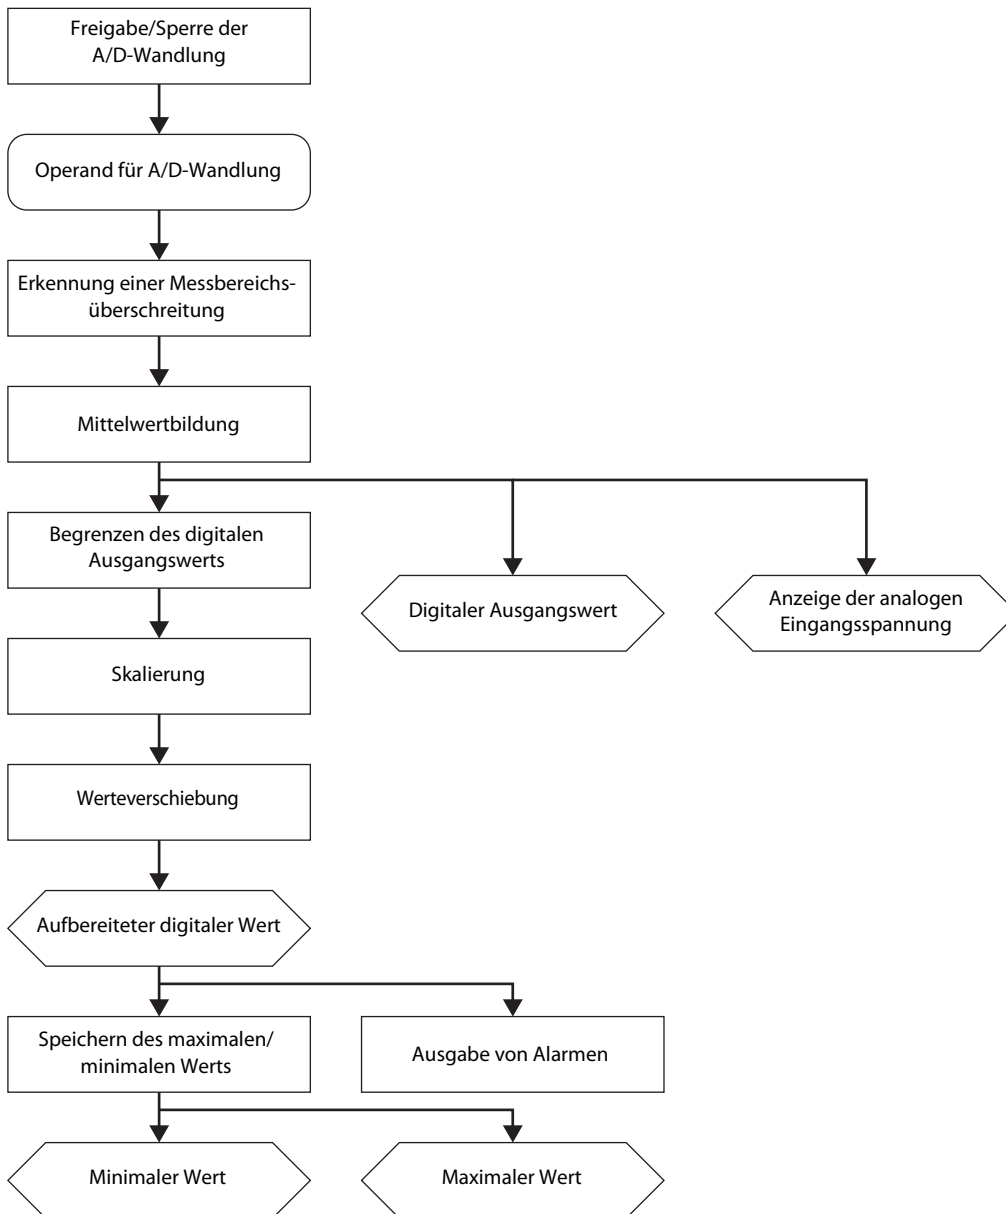 Freigabe/Sperre der
A/D-Wandlung
Operand für A/D-Wandlung
Erkennung einer Messbereichs-
überschreitung
Mittelwertbildung
Begrenzen des digitalen
Ausgangswerts
Digitaler Ausgangswert
Anzeige der analogen
Eingangsspannung
Skalierung
Werteverschiebung
Aufbereiteter digitaler Wert
Speichern des maximalen/
minimalen Werts
Ausgabe von Alarmen
Minimaler Wert
Maximaler Wert